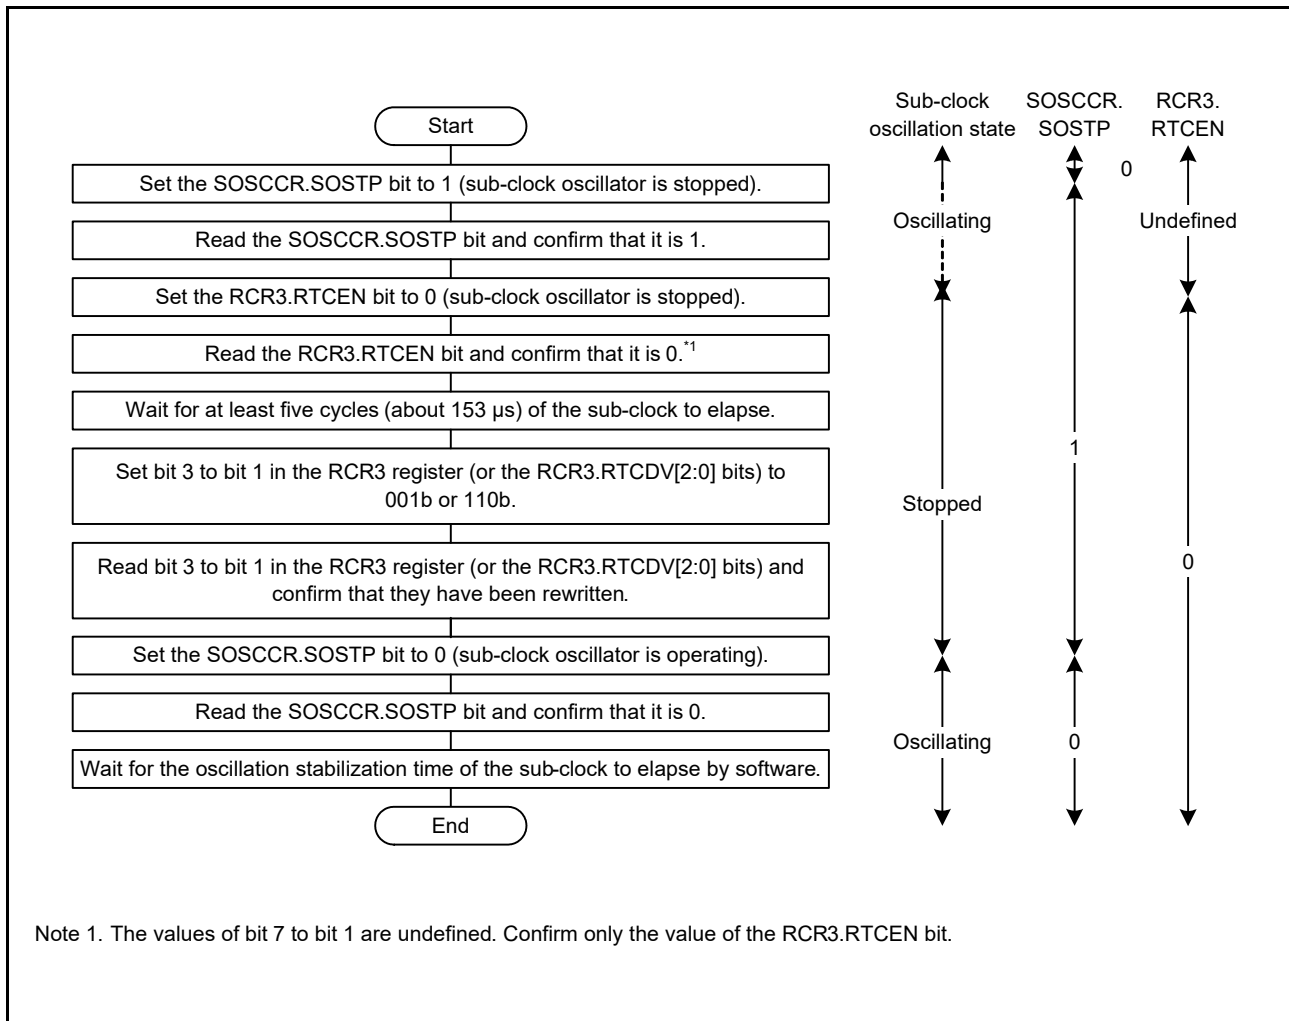 Start
Set the SOSCCR.SOSTP bit to 1 (sub-clock oscillator is stopped).
Read the SOSCCR.SOSTP bit and confirm that it is 1.
Set the RCR3.RTCEN bit to 0 (sub-clock oscillator is stopped).
Read the RCR3.RTCEN bit and confirm that it is 0.*1
Wait for at least five cycles (about 153 µs) of the sub-clock to elapse.
Set bit 3 to bit 1 in the RCR3 register (or the RCR3.RTCDV[2:0] bits) to
001b or 110b.
Read bit 3 to bit 1 in the RCR3 register (or the RCR3.RTCDV[2:0] bits) and
confirm that they have been rewritten.
Set the SOSCCR.SOSTP bit to 0 (sub-clock oscillator is operating).
Read the SOSCCR.SOSTP bit and confirm that it is 0.
Wait for the oscillation stabilization time of the sub-clock to elapse by software.
End
Sub-clock
oscillation state
Oscillating
Stopped
Oscillating
SOSCCR.
SOSTP
0
1
0
RCR3.
RTCEN
Undefined
0
Note 1. The values of bit 7 to bit 1 are undefined. Confirm only the value of the RCR3.RTCEN bit.